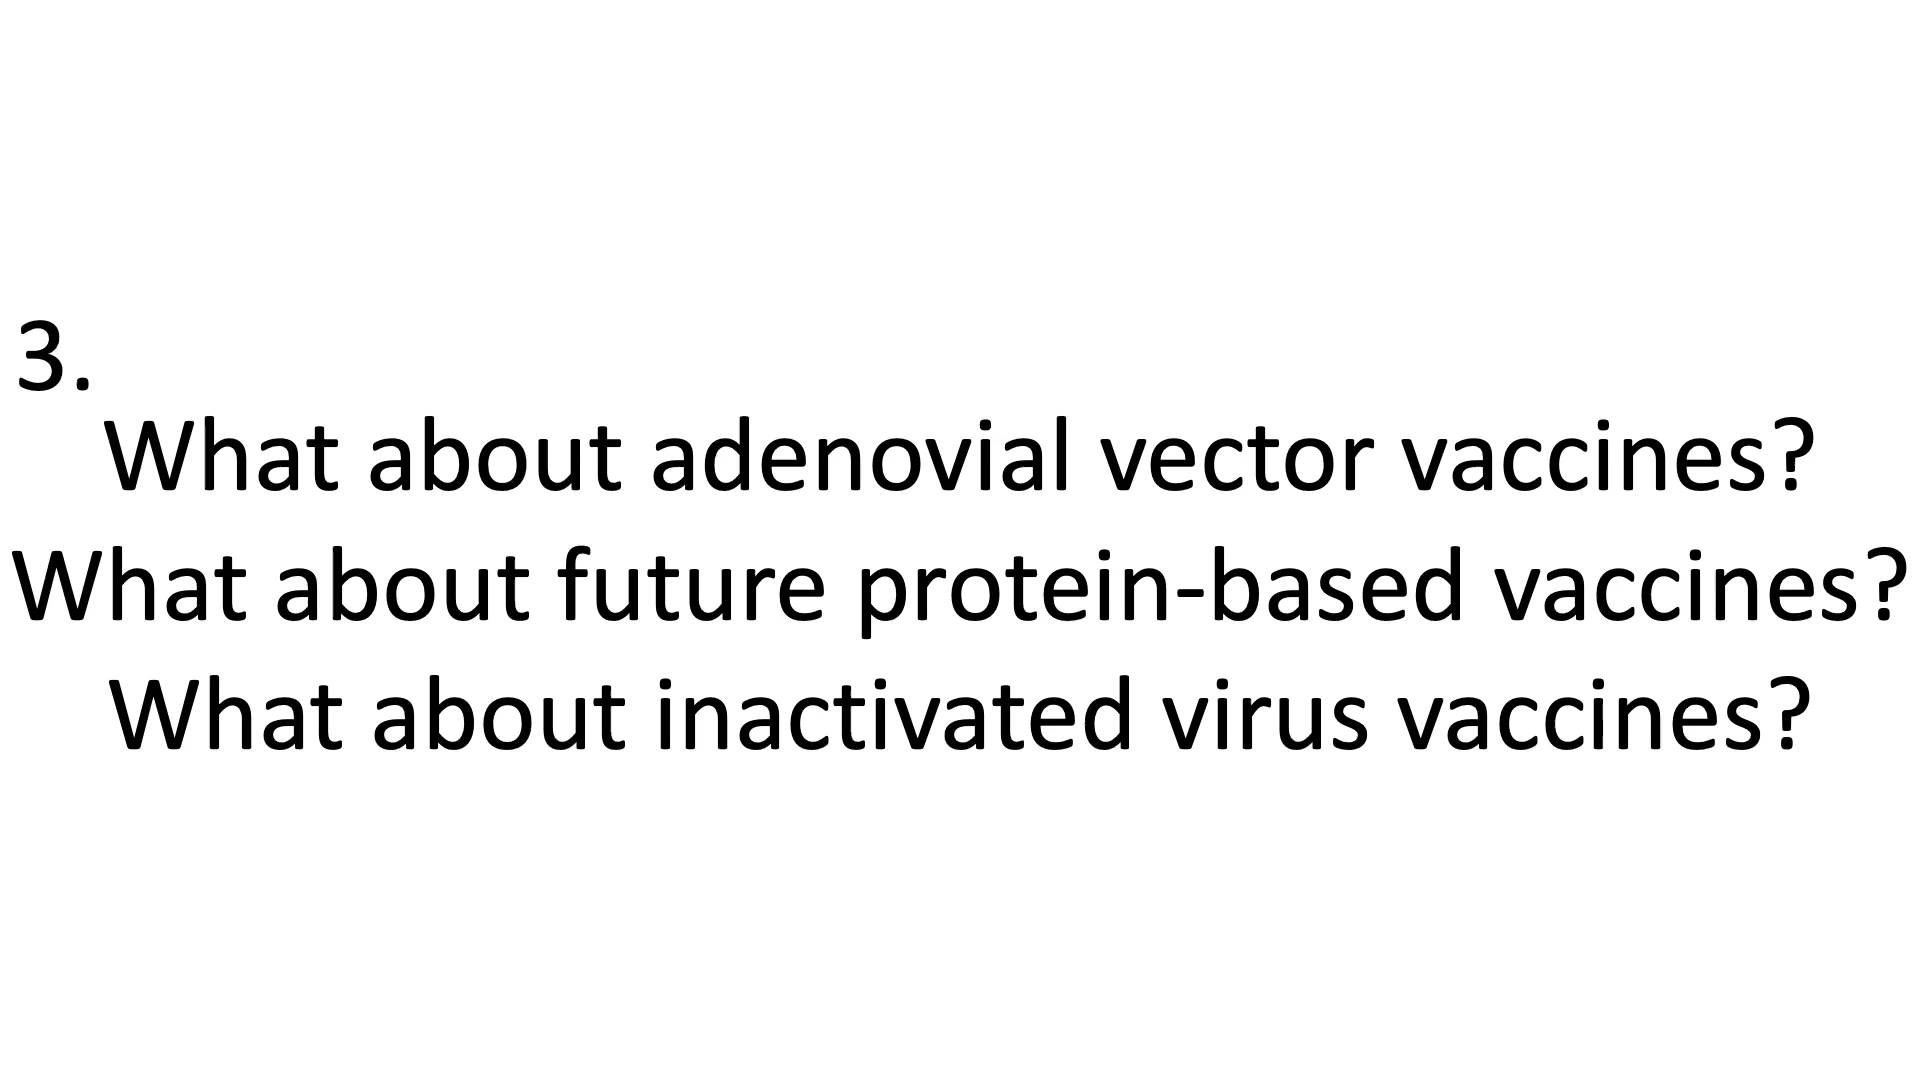 3.
What about adenovial vector vaccines?
What about future protein-based vaccines?
What about inactivated virus vaccines?